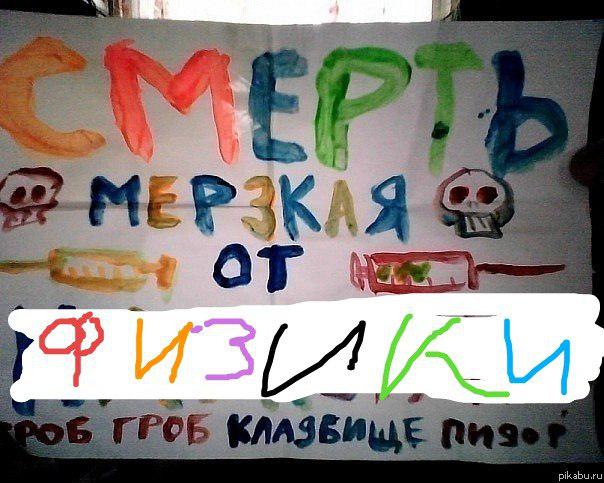 СМЕРТЬ
МЕРЗКАЯ
ОТ
ФИЗИКИ
ГРОБ ГРОБ КЛАДБИЩЕ ПИДОР
pikabu.ru